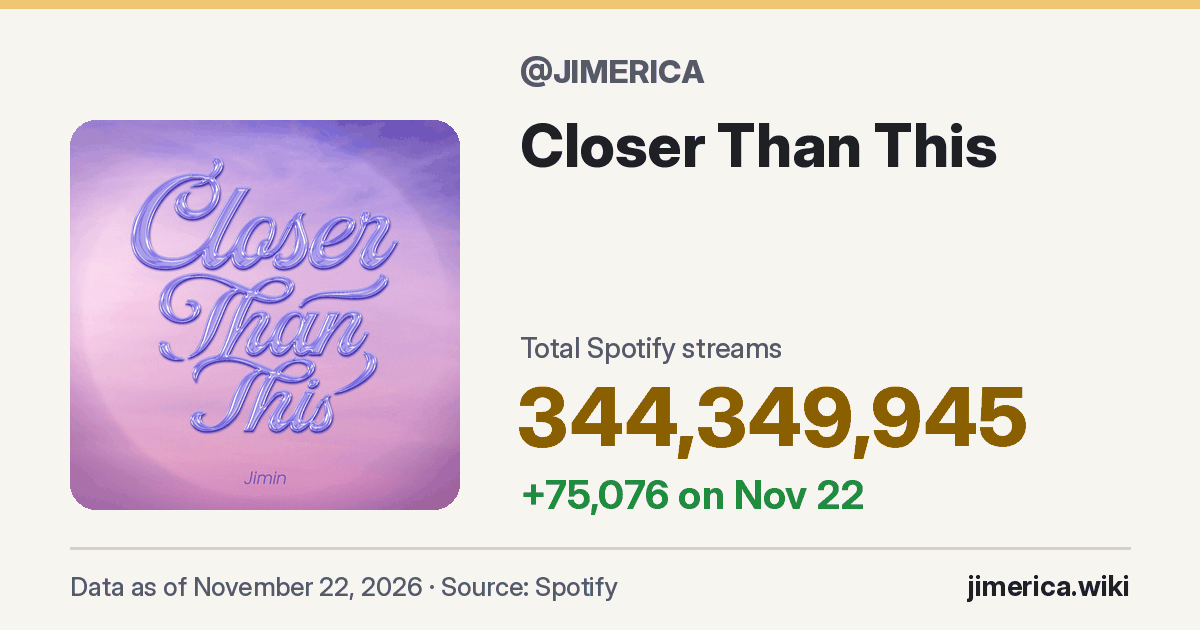 @JIMERICA
Closer Than This
Closer
Than
This
Jimin
Total Spotify streams
344,349,945
+75,076 on Nov 22
Data as of November 22, 2026 · Source: Spotify
jimerica.wiki